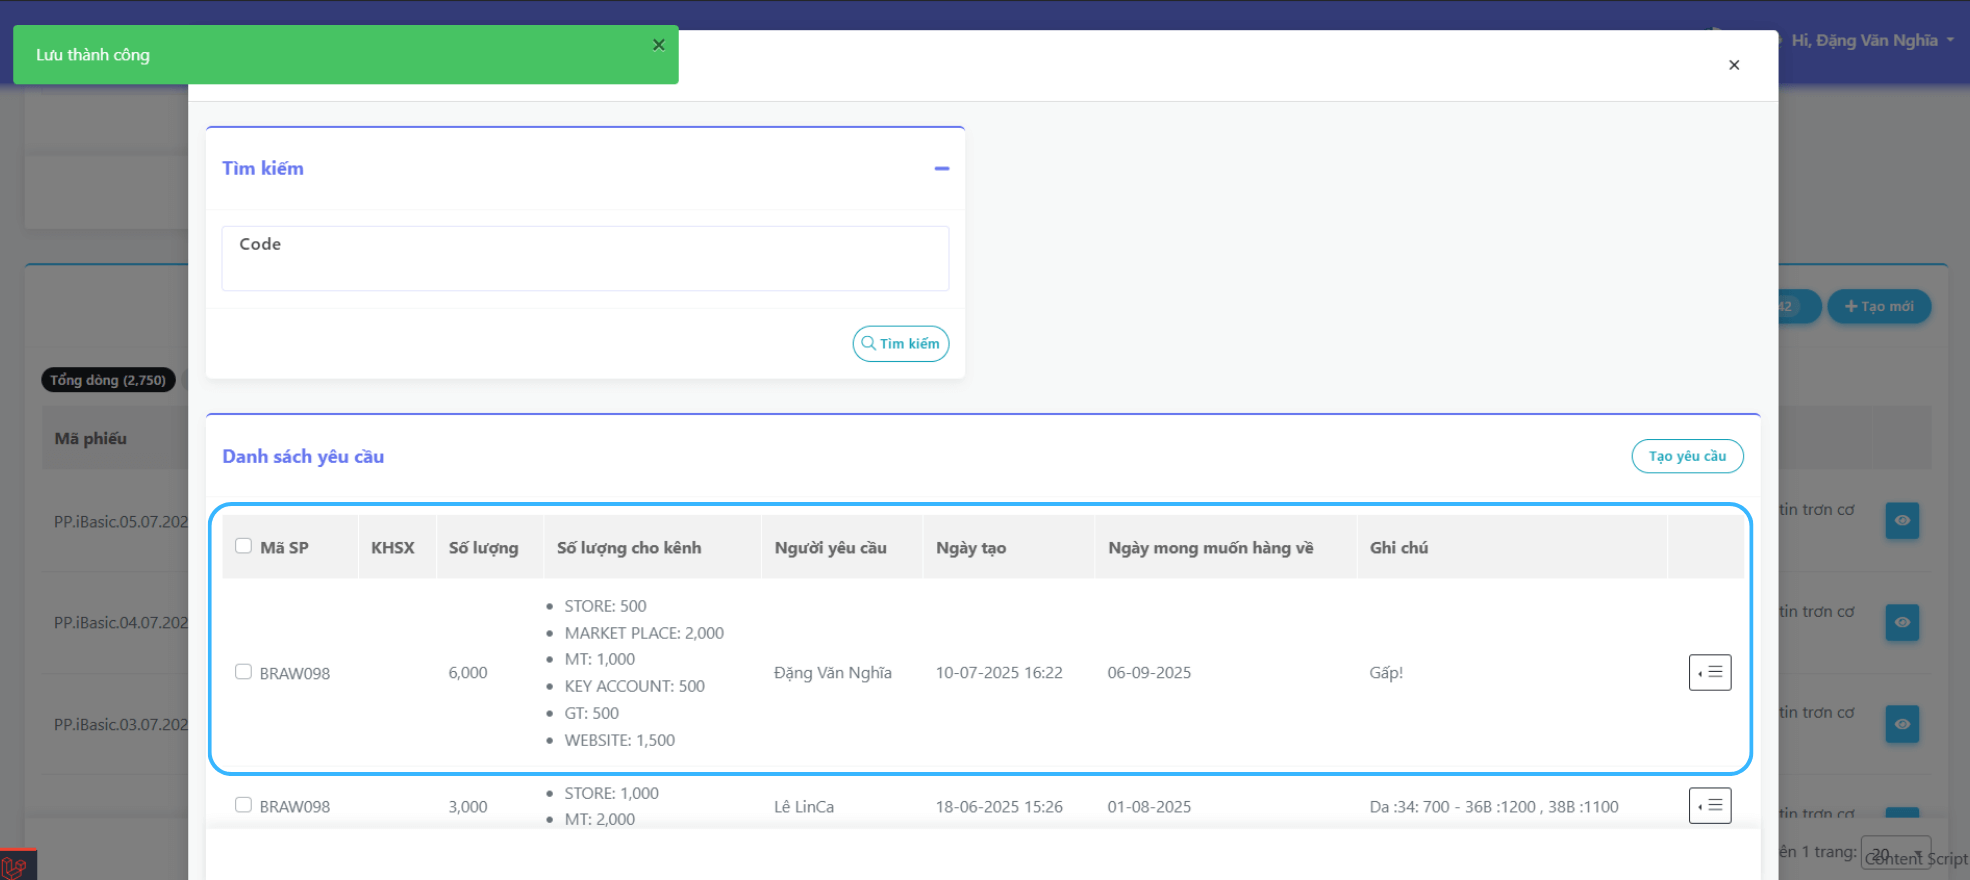 Lưu thành công ×
Hi, Đặng Văn Nghĩa
×
Tìm kiếm
Code
Tìm kiếm
42 + Tạo mới
Tổng dòng (2,750)
Mã phiếu
Danh sách yêu cầu Tạo yêu cầu
Mã SP KHSX Số lượng Số lượng cho kênh Người yêu cầu Ngày tạo Ngày mong muốn hàng về Ghi chú
PP.iBasic.05.07.202 tin trơn cơ
PP.iBasic.04.07.202 tin trơn cơ
PP.iBasic.03.07.202 tin trơn cơ
STORE: 500
MARKET PLACE: 2,000
MT: 1,000
BRAW098 6,000 Đặng Văn Nghĩa 10-07-2025 16:22 06-09-2025 Gấp!
KEY ACCOUNT: 500
GT: 500
WEBSITE: 1,500
STORE: 1,000
BRAW098 3,000 Lê LinCa 18-06-2025 15:26 01-08-2025 Da :34: 700 - 36B :1200 , 38B :1100
MT: 2,000
tin trơn cơ
ên 1 trang: 20
Content Script